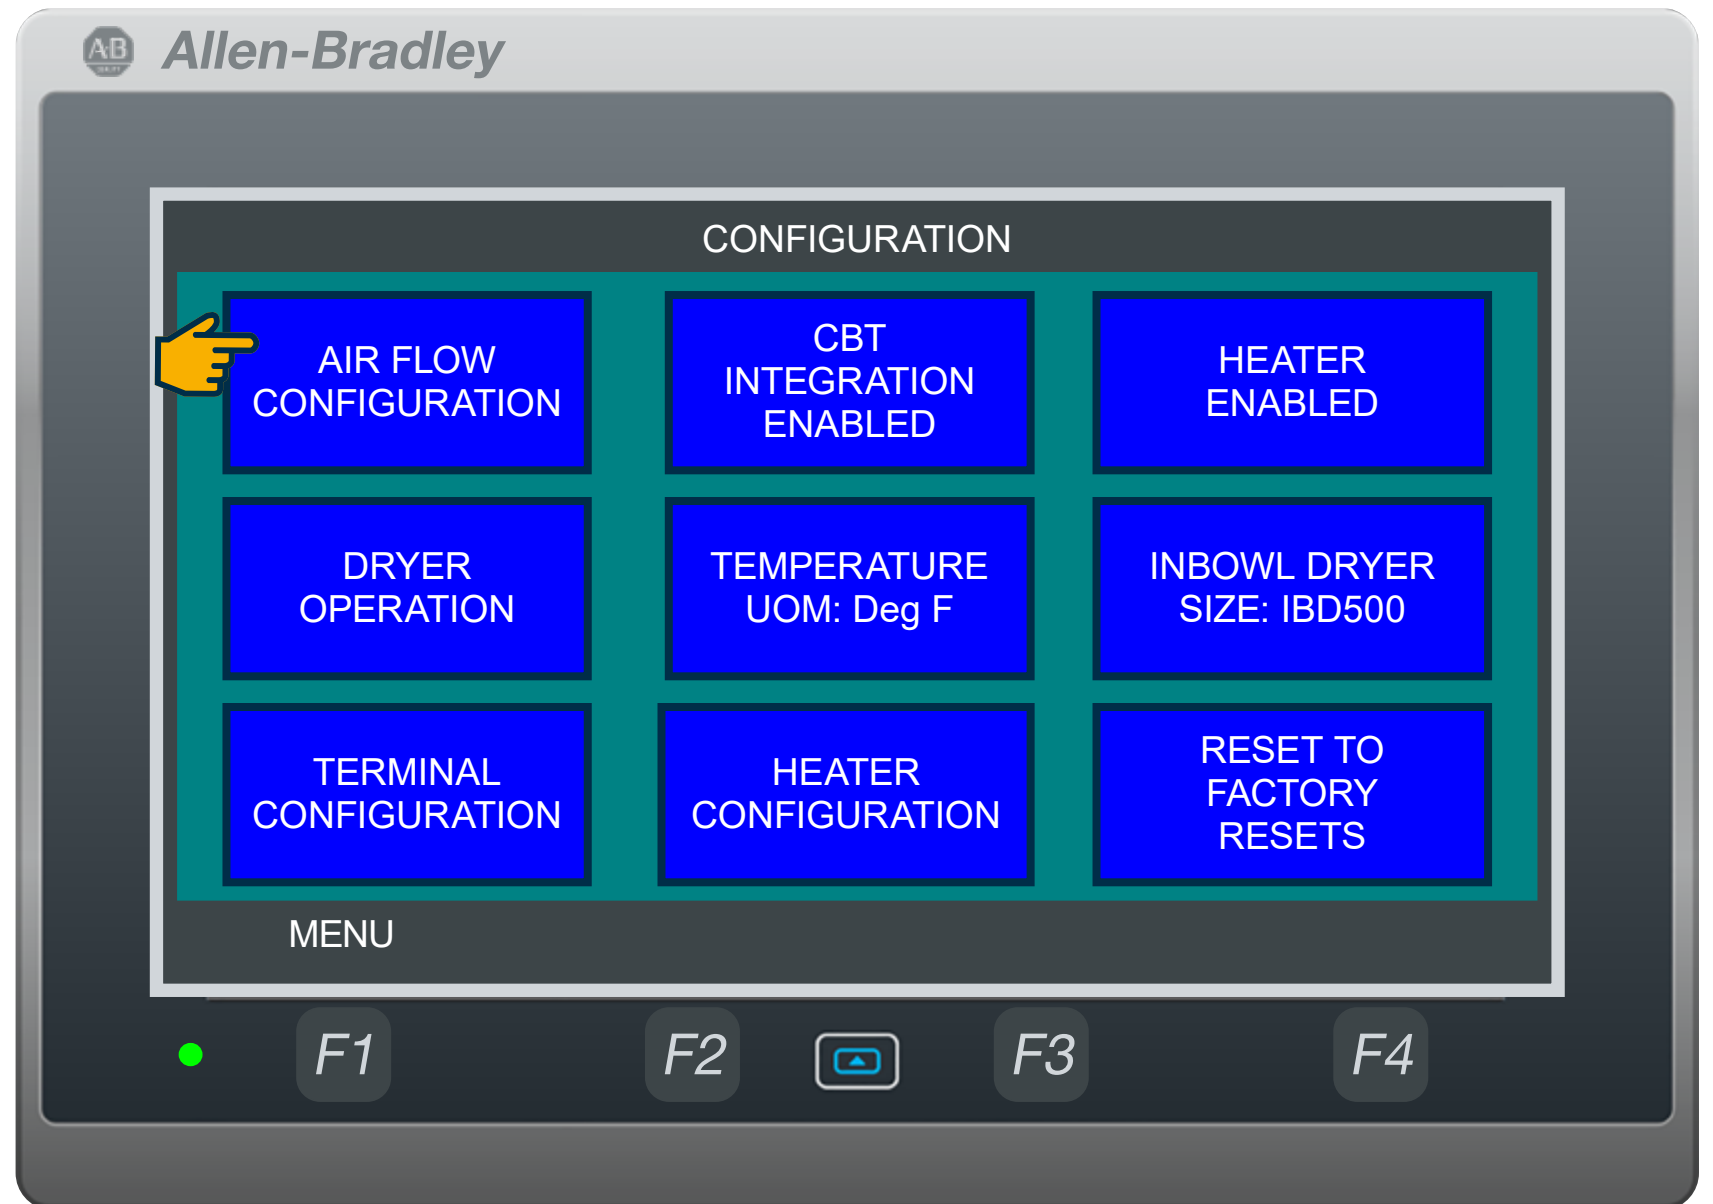 AB
Allen-Bradley
CONFIGURATION
AIR FLOW
CONFIGURATION
CBT
INTEGRATION
ENABLED
HEATER
ENABLED
DRYER
OPERATION
TEMPERATURE
UOM: Deg F
INBOWL DRYER
SIZE: IBD500
TERMINAL
CONFIGURATION
HEATER
CONFIGURATION
RESET TO
FACTORY
RESETS
MENU
F1
F2
F3
F4